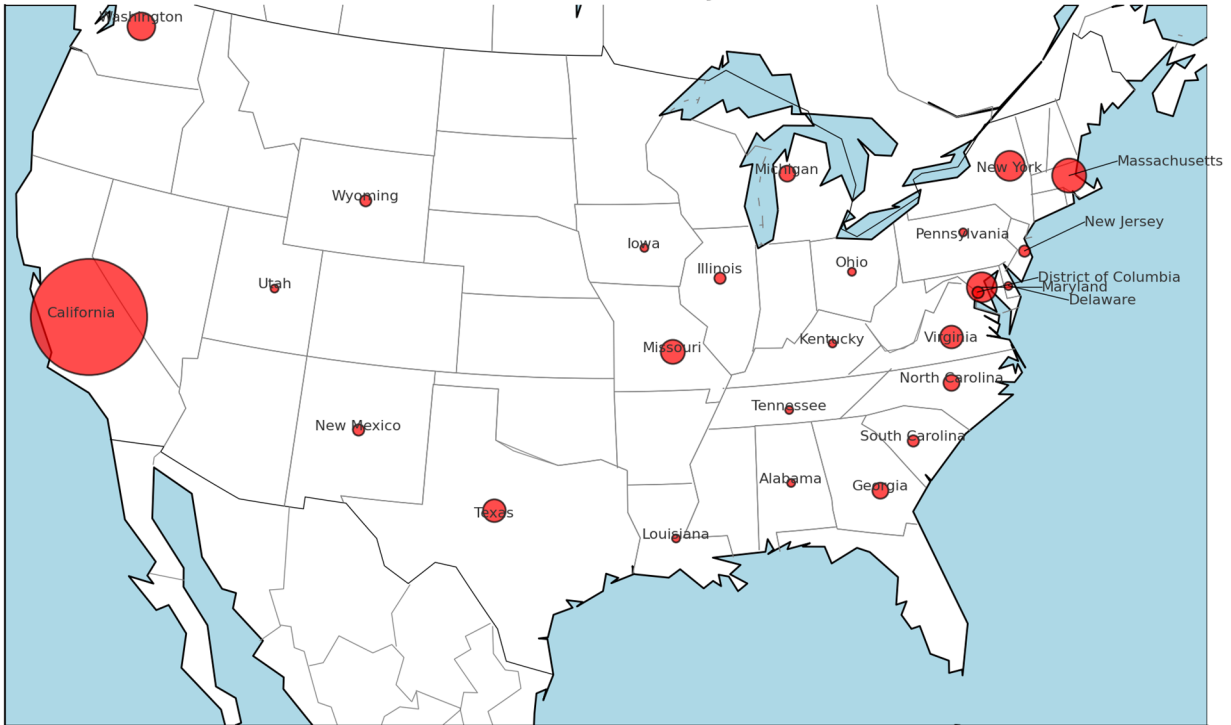 Washington
Massachusetts
New York
Michigan
Wyoming
New Jersey
Pennsylvania
Iowa
Ohio
Illinois
District of Columbia
Utah
Maryland
Delaware
California
Virginia
Kentucky
Missouri
North Carolina
Tennessee
New Mexico
South Carolina
Alabama
Georgia
Texas
Louisiana